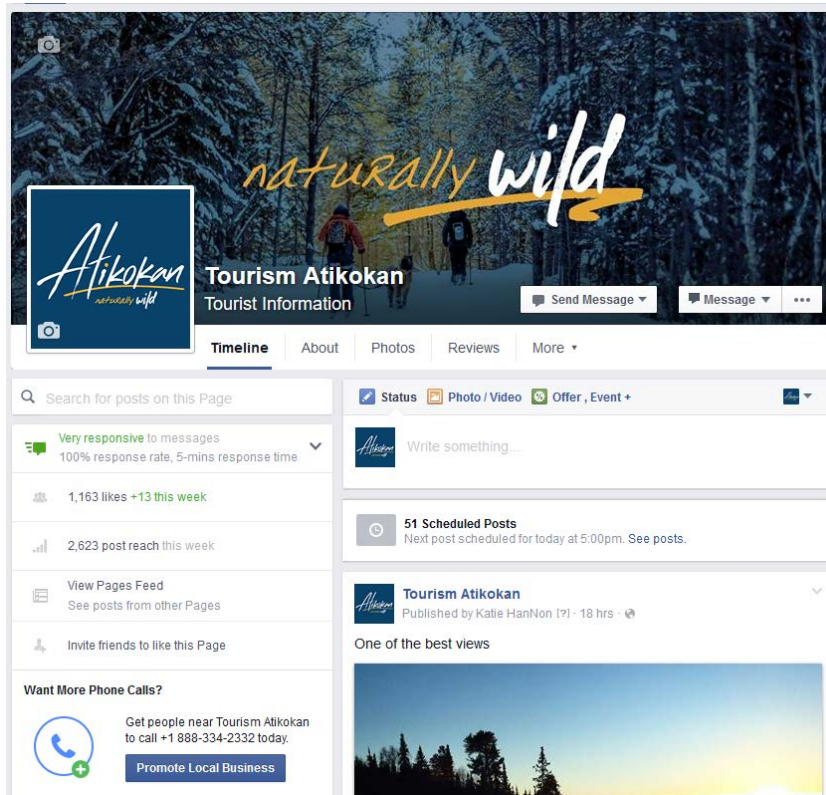 naturally wild
Atikokan
naturally wild
Tourism Atikokan
Tourist Information
Send Message
Message
Timeline
About
Photos
Reviews
More
Search for posts on this Page
Very responsive to messages
100% response rate, 5-mins response time
1,163 likes +13 this week
2,623 post reach this week
View Pages Feed
See posts from other Pages
Invite friends to like this Page
Want More Phone Calls?
Get people near Tourism Atikokan
to call +1 888-334-2332 today.
Promote Local Business
Status
Photo / Video
Offer , Event +
Atikokan
Write something...
51 Scheduled Posts
Next post scheduled for today at 5:00pm. See posts.
Atikokan
Tourism Atikokan
Published by Katie HanNon [?] · 18 hrs ·
One of the best views